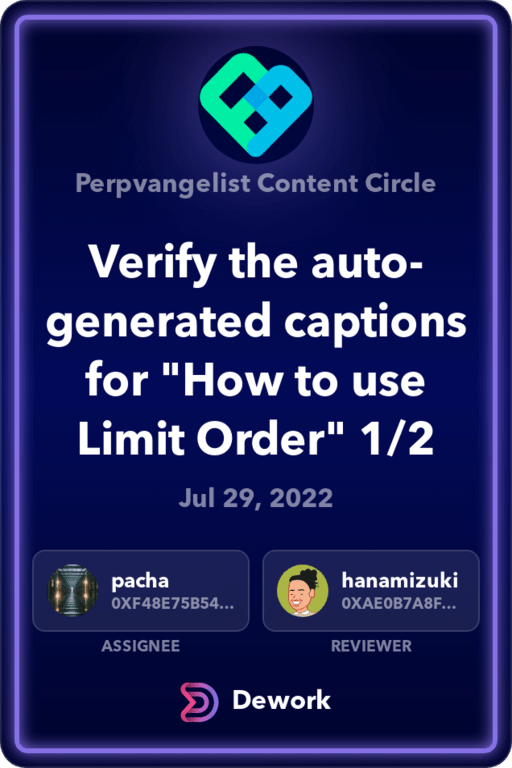 Perpvangelist Content Circle
Verify the auto-
generated captions
for "How to use
Limit Order" 1/2
Jul 29, 2022
pacha
0XF48E75B54...
ASSIGNEE
hanamizuki
0XAE0B7A8F...
REVIEWER
Dework